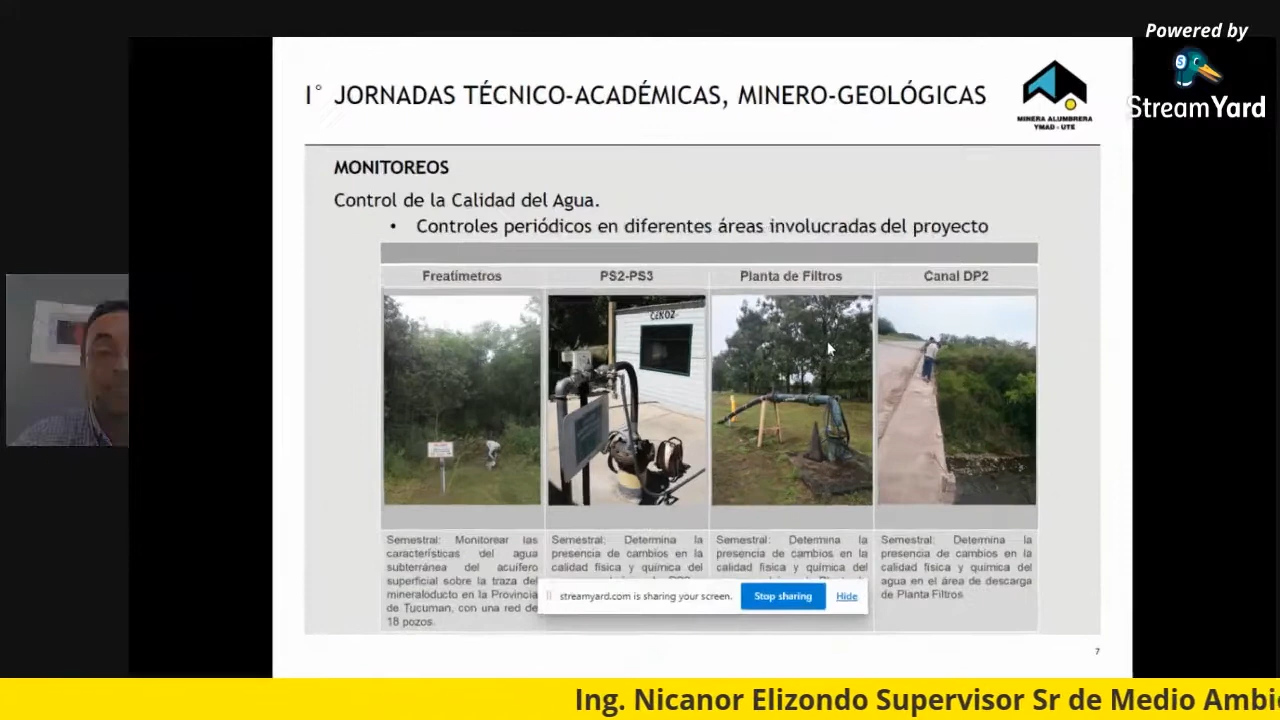 Powered by
StreamYard
I° JORNADAS TÉCNICO-ACADÉMICAS, MINERO-GEOLÓGICAS
MINERA ALUMBRERA
YMAD - UTE
MONITOREOS
Control de la Calidad del Agua.
• Controles periódicos en diferentes áreas involucradas del proyecto
Freatímetros
PS2-PS3
Planta de Filtros
Canal DP2
Semestral: Monitorear las
características del agua
subterránea del acuífero
superficial sobre la traza del
mineraloducto en la Provincia
de Tucuman, con una red de
18 pozos.
Semestral: Determina la
presencia de cambios en la
calidad física y química del
Semestral: Determina la
presencia de cambios en la
calidad física y química del
Semestral: Determina la
presencia de cambios en la
calidad física y química del
agua en el área de descarga
de Planta Filtros
streamyard.com is sharing your screen.
Stop sharing
Hide
7
Ing. Nicanor Elizondo Supervisor Sr de Medio Ambi